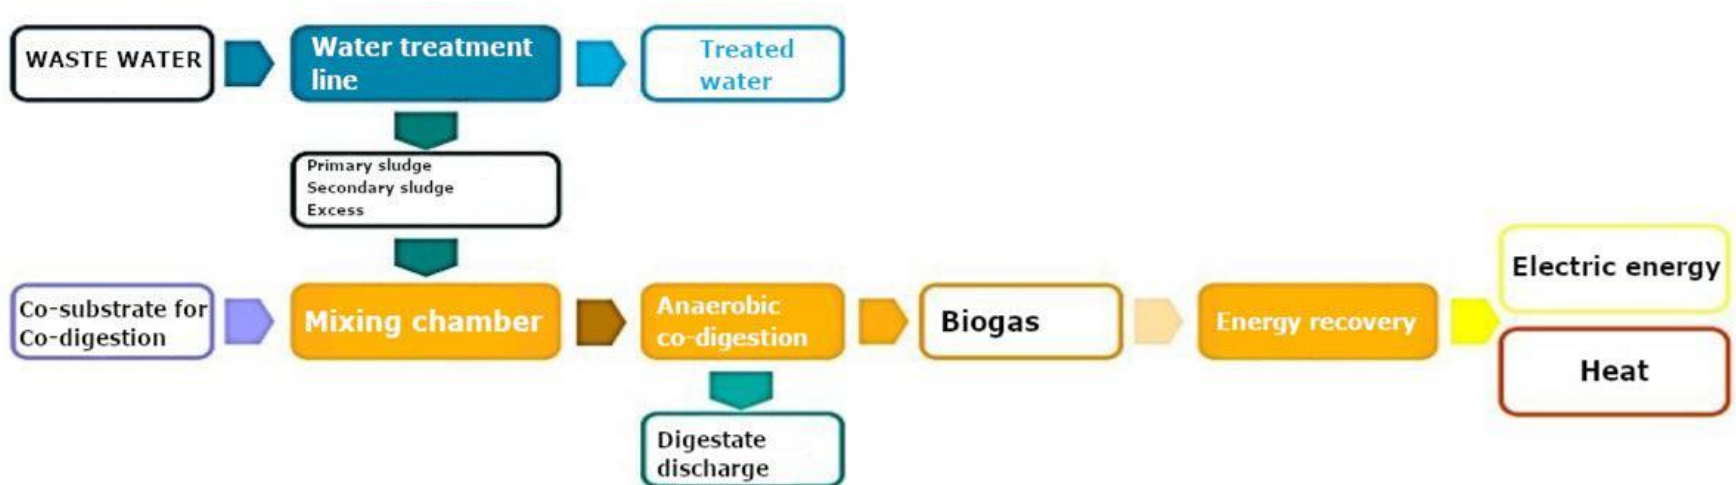 WASTE WATER
Water treatment
line
Treated
water
Primary sludge
Secondary sludge
Excess
Co-substrate for
Co-digestion
Mixing chamber
Anaerobic
co-digestion
Biogas
Energy recovery
Electric energy
Heat
Digestate
discharge